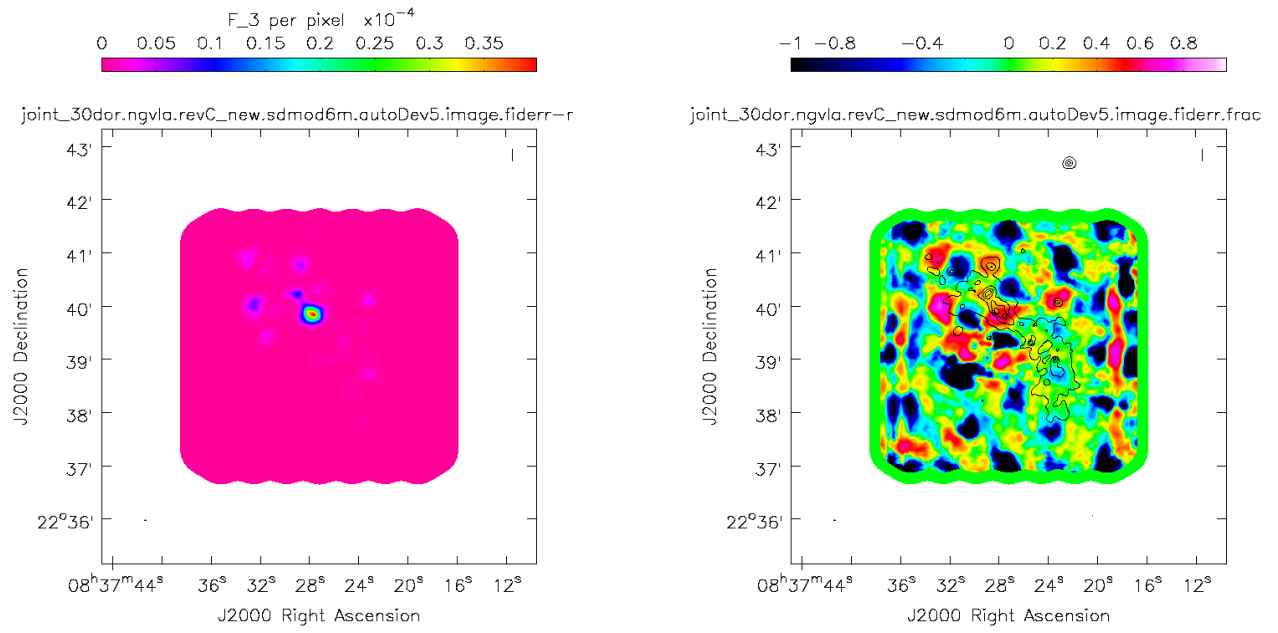 F_3 per pixel x10⁻⁴
0 0.05 0.1 0.15 0.2 0.25 0.3 0.35
−1 −0.8 −0.4 0 0.2 0.4 0.6 0.8
joint_30dor.ngvla.revC_new.sdmod6m.autoDev5.image.fiderr−r
joint_30dor.ngvla.revC_new.sdmod6m.autoDev5.image.fiderr.frac
J2000 Declination
43'
42'
41'
40'
39'
38'
37'
22°36'
08ʰ37ᵐ44ˢ 36ˢ 32ˢ 28ˢ 24ˢ 20ˢ 16ˢ 12ˢ
J2000 Right Ascension
J2000 Declination
43'
42'
41'
40'
39'
38'
37'
22°36'
08ʰ37ᵐ44ˢ 36ˢ 32ˢ 28ˢ 24ˢ 20ˢ 16ˢ 12ˢ
J2000 Right Ascension